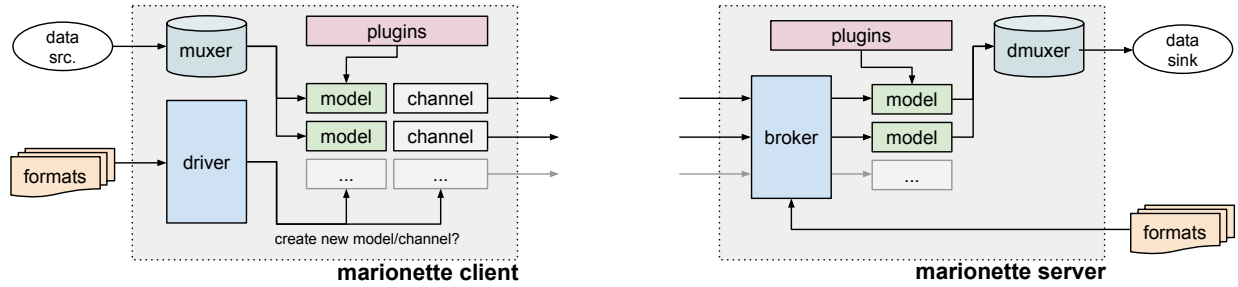 data
src.
muxer
plugins
model
channel
model
channel
...
...
driver
formats
create new model/channel?
marionette client
plugins
dmuxer
data
sink
broker
model
model
...
formats
marionette server